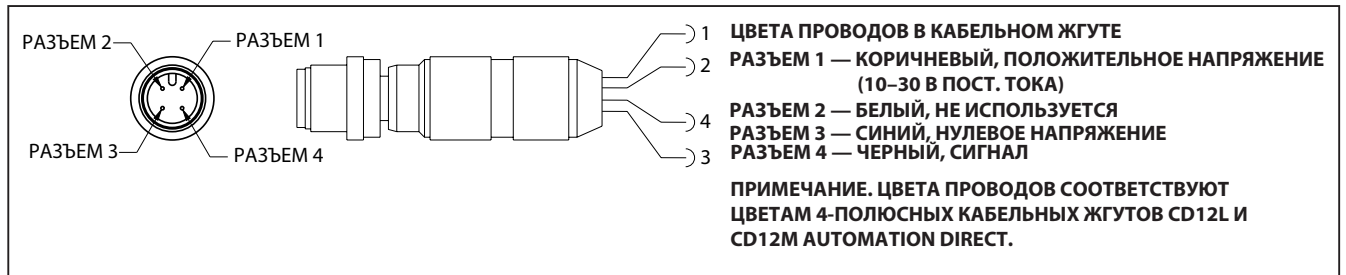 РАЗЪЕМ 2
РАЗЪЕМ 1
РАЗЪЕМ 3
РАЗЪЕМ 4
1
2
4
3
ЦВЕТА ПРОВОДОВ В КАБЕЛЬНОМ ЖГУТЕ
РАЗЪЕМ 1 — КОРИЧНЕВЫЙ, ПОЛОЖИТЕЛЬНОЕ НАПРЯЖЕНИЕ
(10–30 В ПОСТ. ТОКА)
РАЗЪЕМ 2 — БЕЛЫЙ, НЕ ИСПОЛЬЗУЕТСЯ
РАЗЪЕМ 3 — СИНИЙ, НУЛЕВОЕ НАПРЯЖЕНИЕ
РАЗЪЕМ 4 — ЧЕРНЫЙ, СИГНАЛ
ПРИМЕЧАНИЕ. ЦВЕТА ПРОВОДОВ СООТВЕТСТВУЮТ
ЦВЕТАМ 4-ПОЛЮСНЫХ КАБЕЛЬНЫХ ЖГУТОВ CD12L И
CD12M AUTOMATION DIRECT.